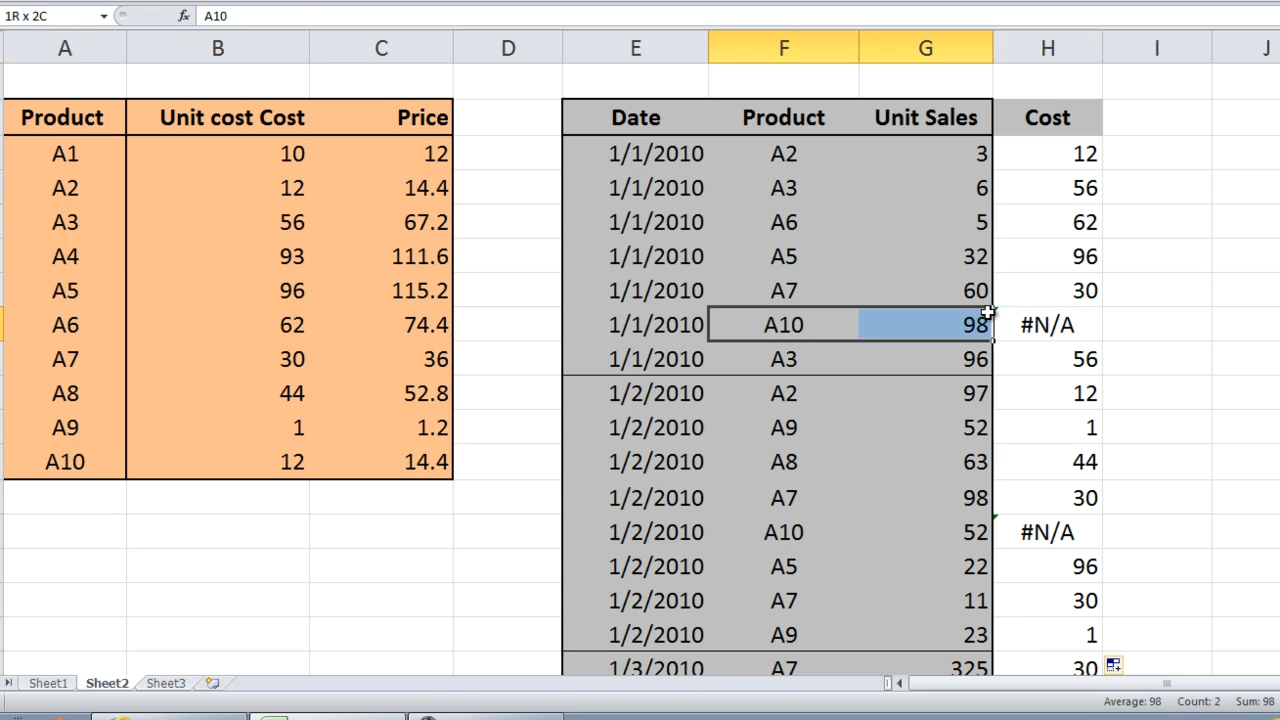 1R x 2C fx A10
A B C D E F G H I J
Product Unit cost Cost Price Date Product Unit Sales Cost
A1 10 12 1/1/2010 A2 3 12
A2 12 14.4 1/1/2010 A3 6 56
A3 56 67.2 1/1/2010 A6 5 62
A4 93 111.6 1/1/2010 A5 32 96
A5 96 115.2 1/1/2010 A7 60 30
A6 62 74.4 1/1/2010 A10 98 #N/A
A7 30 36 1/1/2010 A3 96 56
A8 44 52.8 1/2/2010 A2 97 12
A9 1 1.2 1/2/2010 A9 52 1
A10 12 14.4 1/2/2010 A8 63 44
1/2/2010 A7 98 30
1/2/2010 A10 52 #N/A
1/2/2010 A5 22 96
1/2/2010 A7 11 30
1/2/2010 A9 23 1
1/3/2010 A7 325 30
Sheet1 Sheet2 Sheet3
Average: 98 Count: 2 Sum: 98